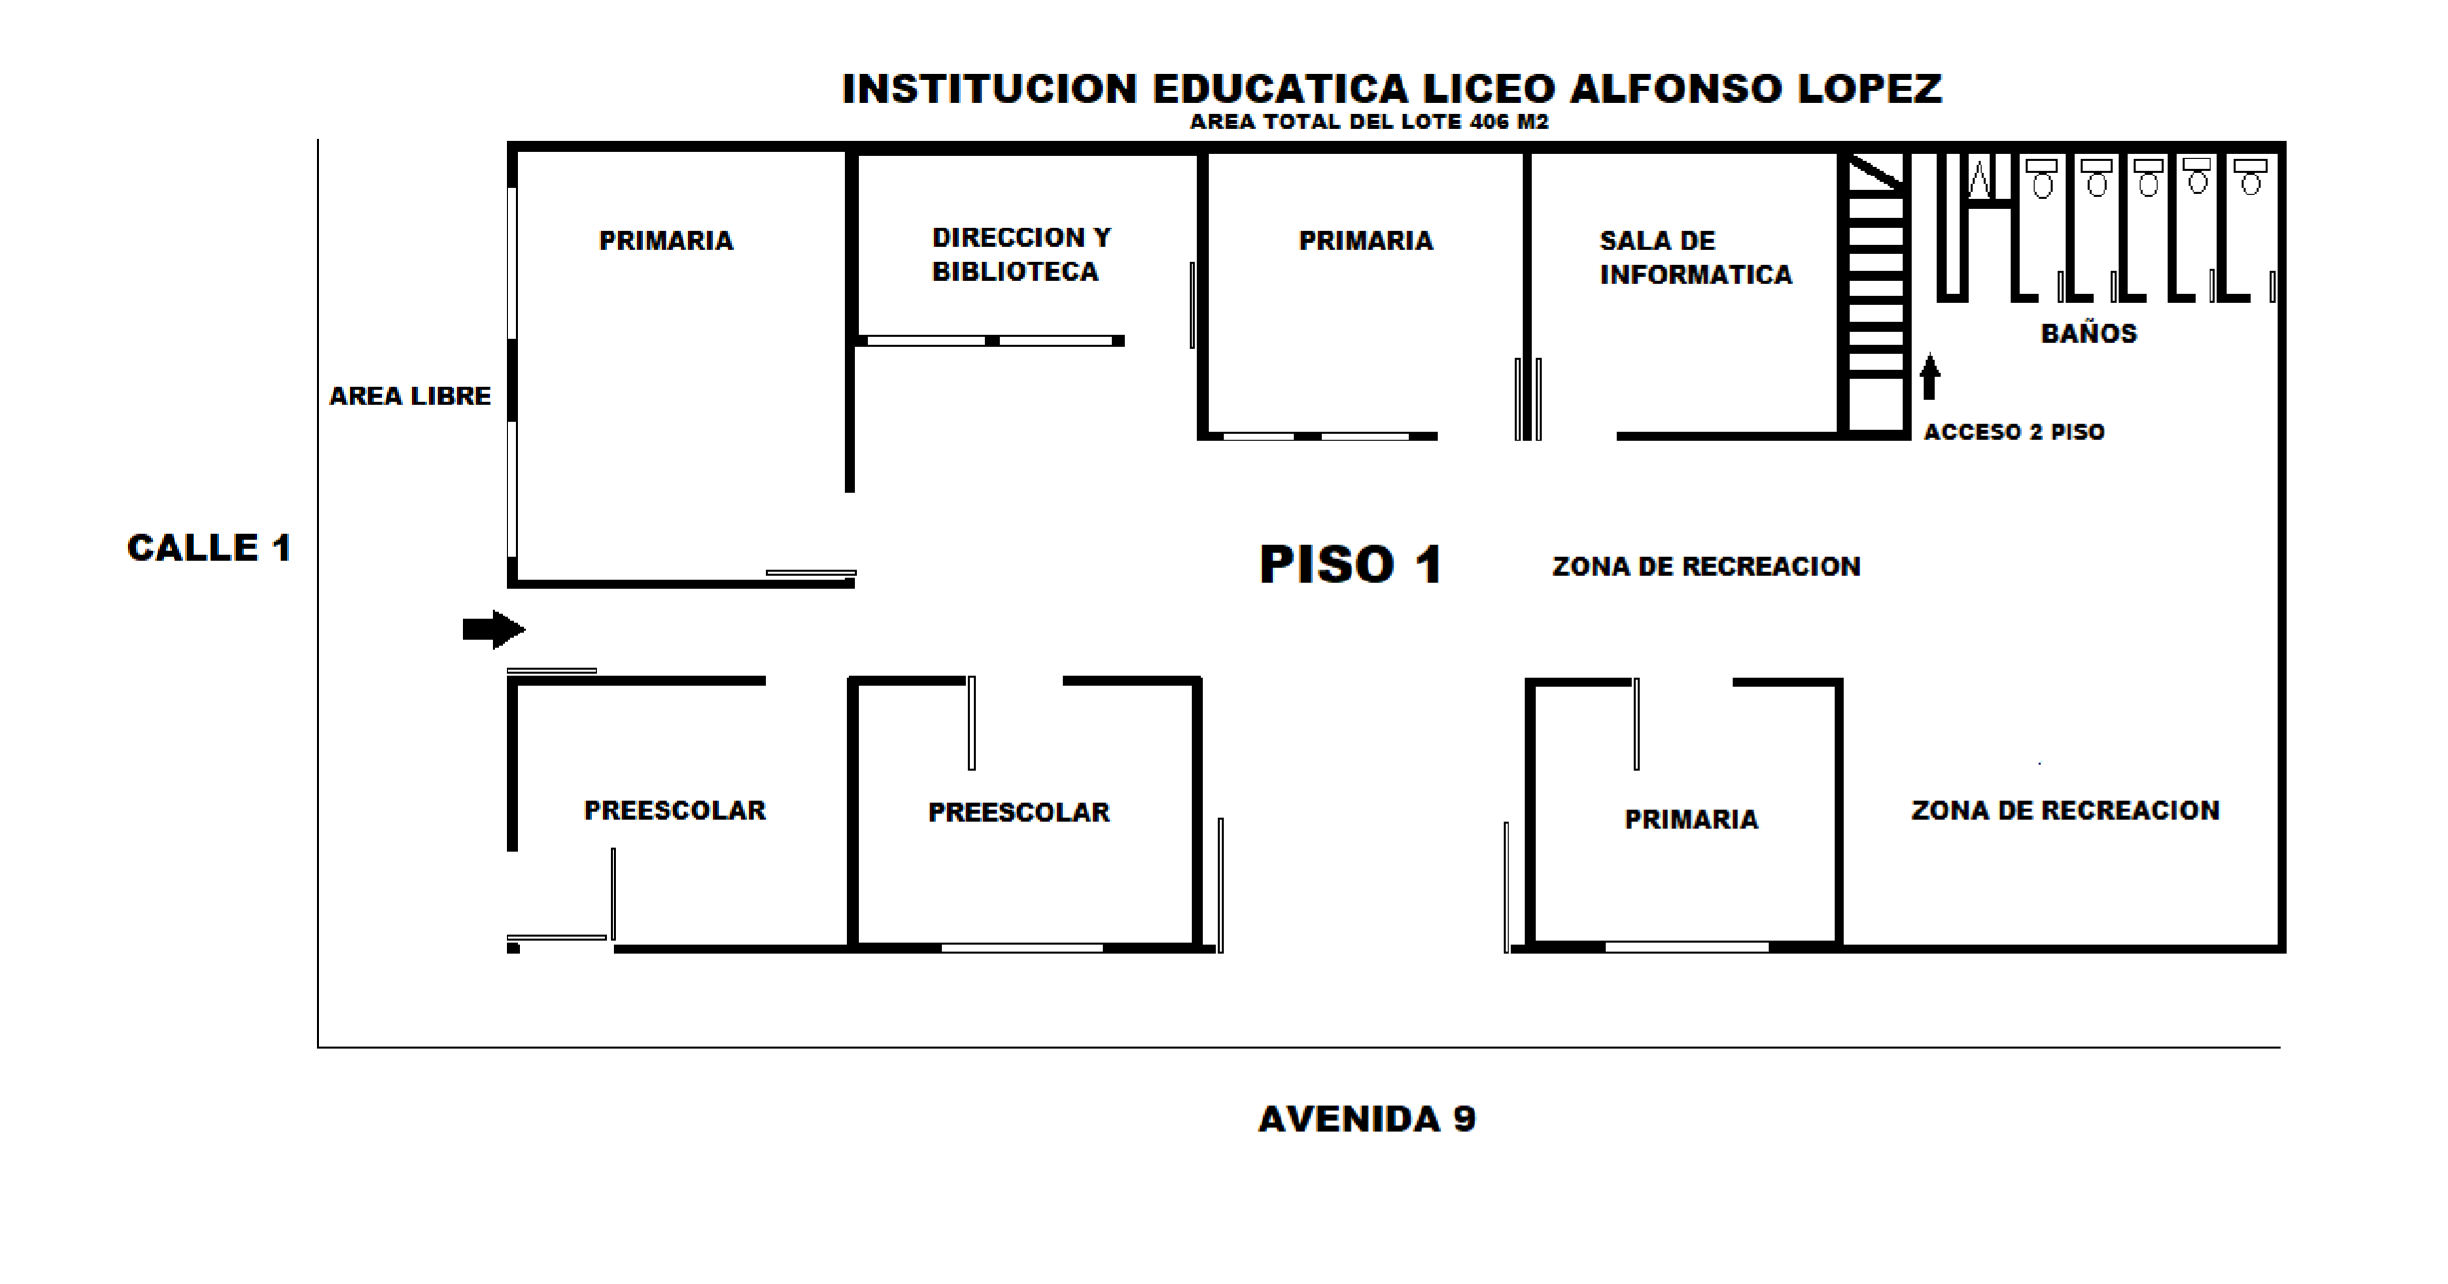 INSTITUCION EDUCATICA LICEO ALFONSO LOPEZ
AREA TOTAL DEL LOTE 406 M2
PRIMARIA
DIRECCION Y
BIBLIOTECA
PRIMARIA
SALA DE
INFORMATICA
BAÑOS
AREA LIBRE
ACCESO 2 PISO
CALLE 1
PISO 1
ZONA DE RECREACION
PREESCOLAR
PREESCOLAR
PRIMARIA
ZONA DE RECREACION
AVENIDA 9